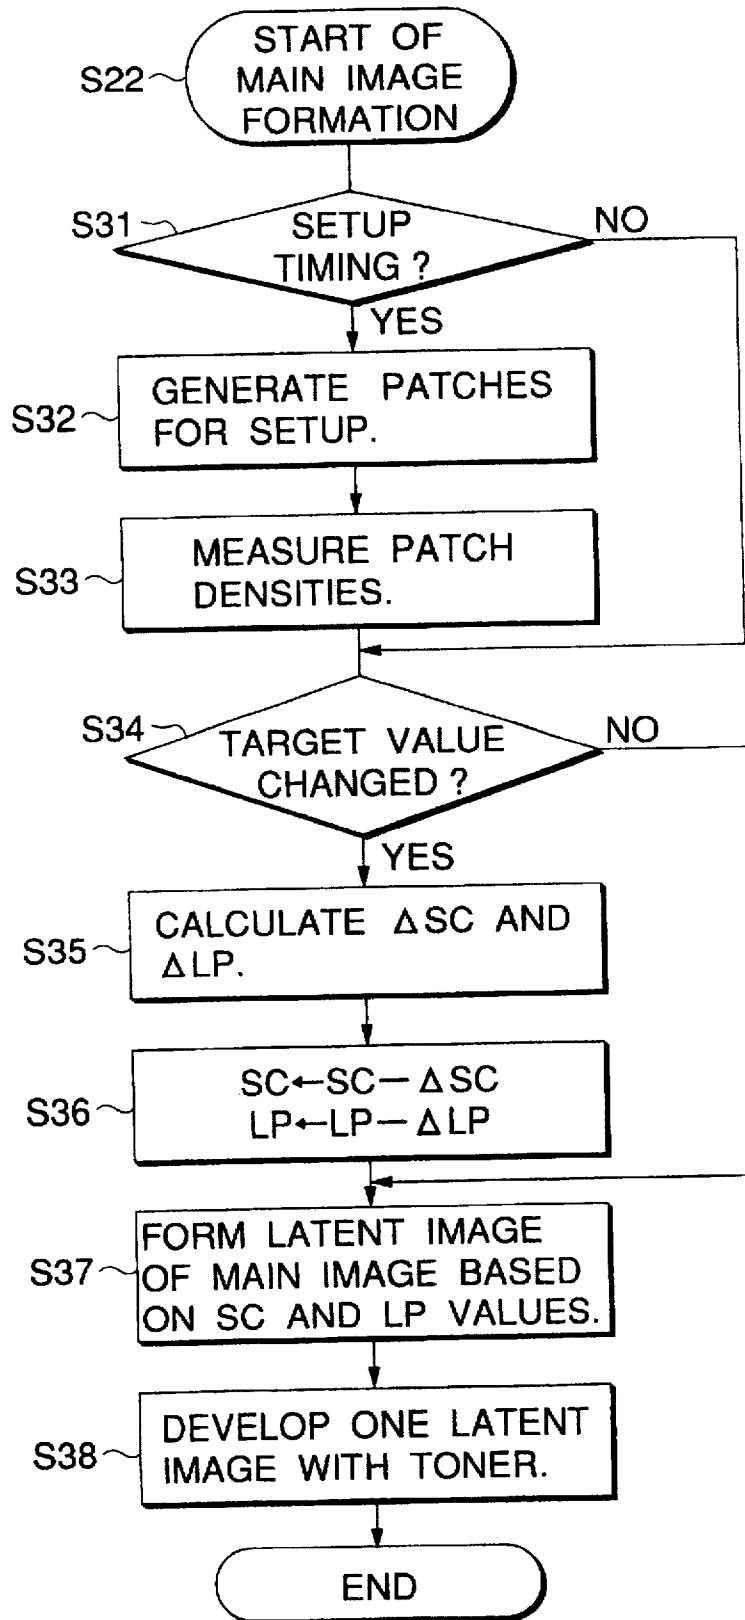 START OF
MAIN IMAGE
FORMATION
S22
S31
SETUP
TIMING ?
NO
YES
S32
GENERATE PATCHES
FOR SETUP.
S33
MEASURE PATCH
DENSITIES.
S34
TARGET VALUE
CHANGED ?
NO
YES
S35
CALCULATE ΔSC AND
ΔLP.
S36
SC←SC— ΔSC
LP←LP— ΔLP
S37
FORM LATENT IMAGE
OF MAIN IMAGE BASED
ON SC AND LP VALUES.
S38
DEVELOP ONE LATENT
IMAGE WITH TONER.
END